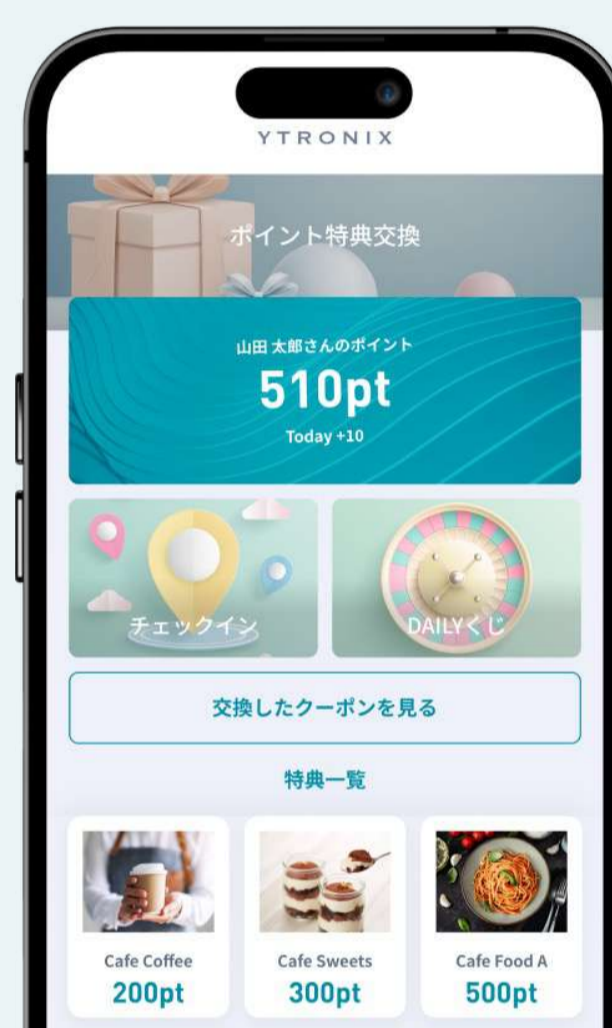 YTRONIX
ポイント特典交換
山田 太郎さんのポイント
510pt
Today +10
チェックイン
DAILYくじ
交換したクーポンを見る
特典一覧
Cafe Coffee
200pt
Cafe Sweets
300pt
Cafe Food A
500pt